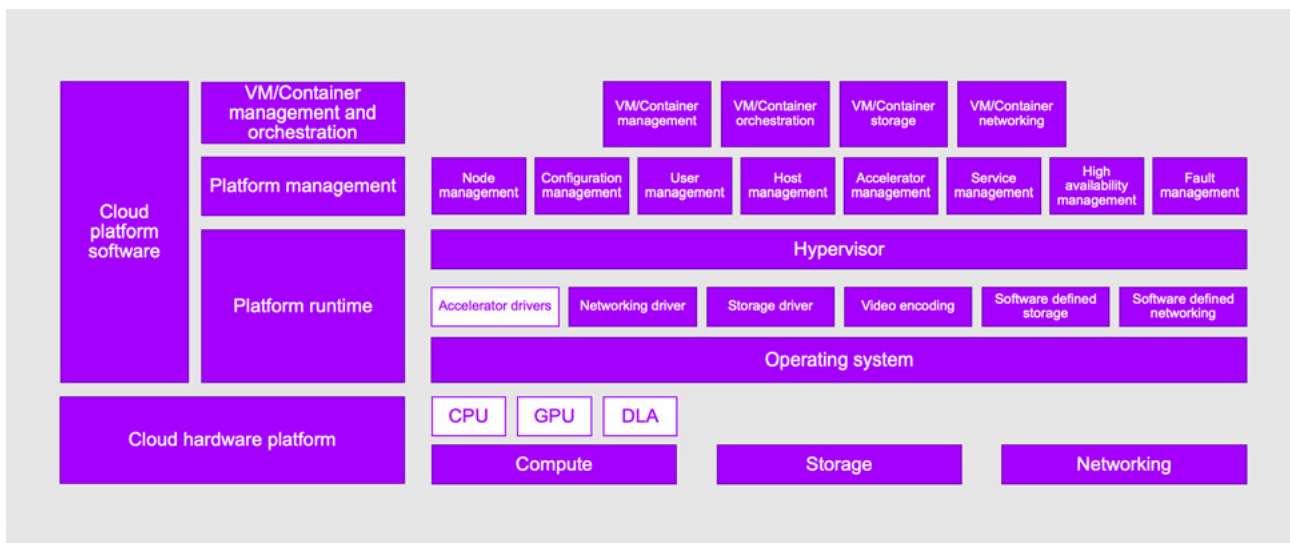 Cloud
platform
software
VM/Container
management and
orchestration
VM/Container
management
VM/Container
orchestration
VM/Container
storage
VM/Container
networking
Platform management
Node
management
Configuration
management
User
management
Host
management
Accelerator
management
Service
management
High
availability
management
Fault
management
Platform runtime
Hypervisor
Accelerator drivers
Networking driver
Storage driver
Video encoding
Software defined
storage
Software defined
networking
Operating system
Cloud hardware platform
CPU
GPU
DLA
Compute
Storage
Networking